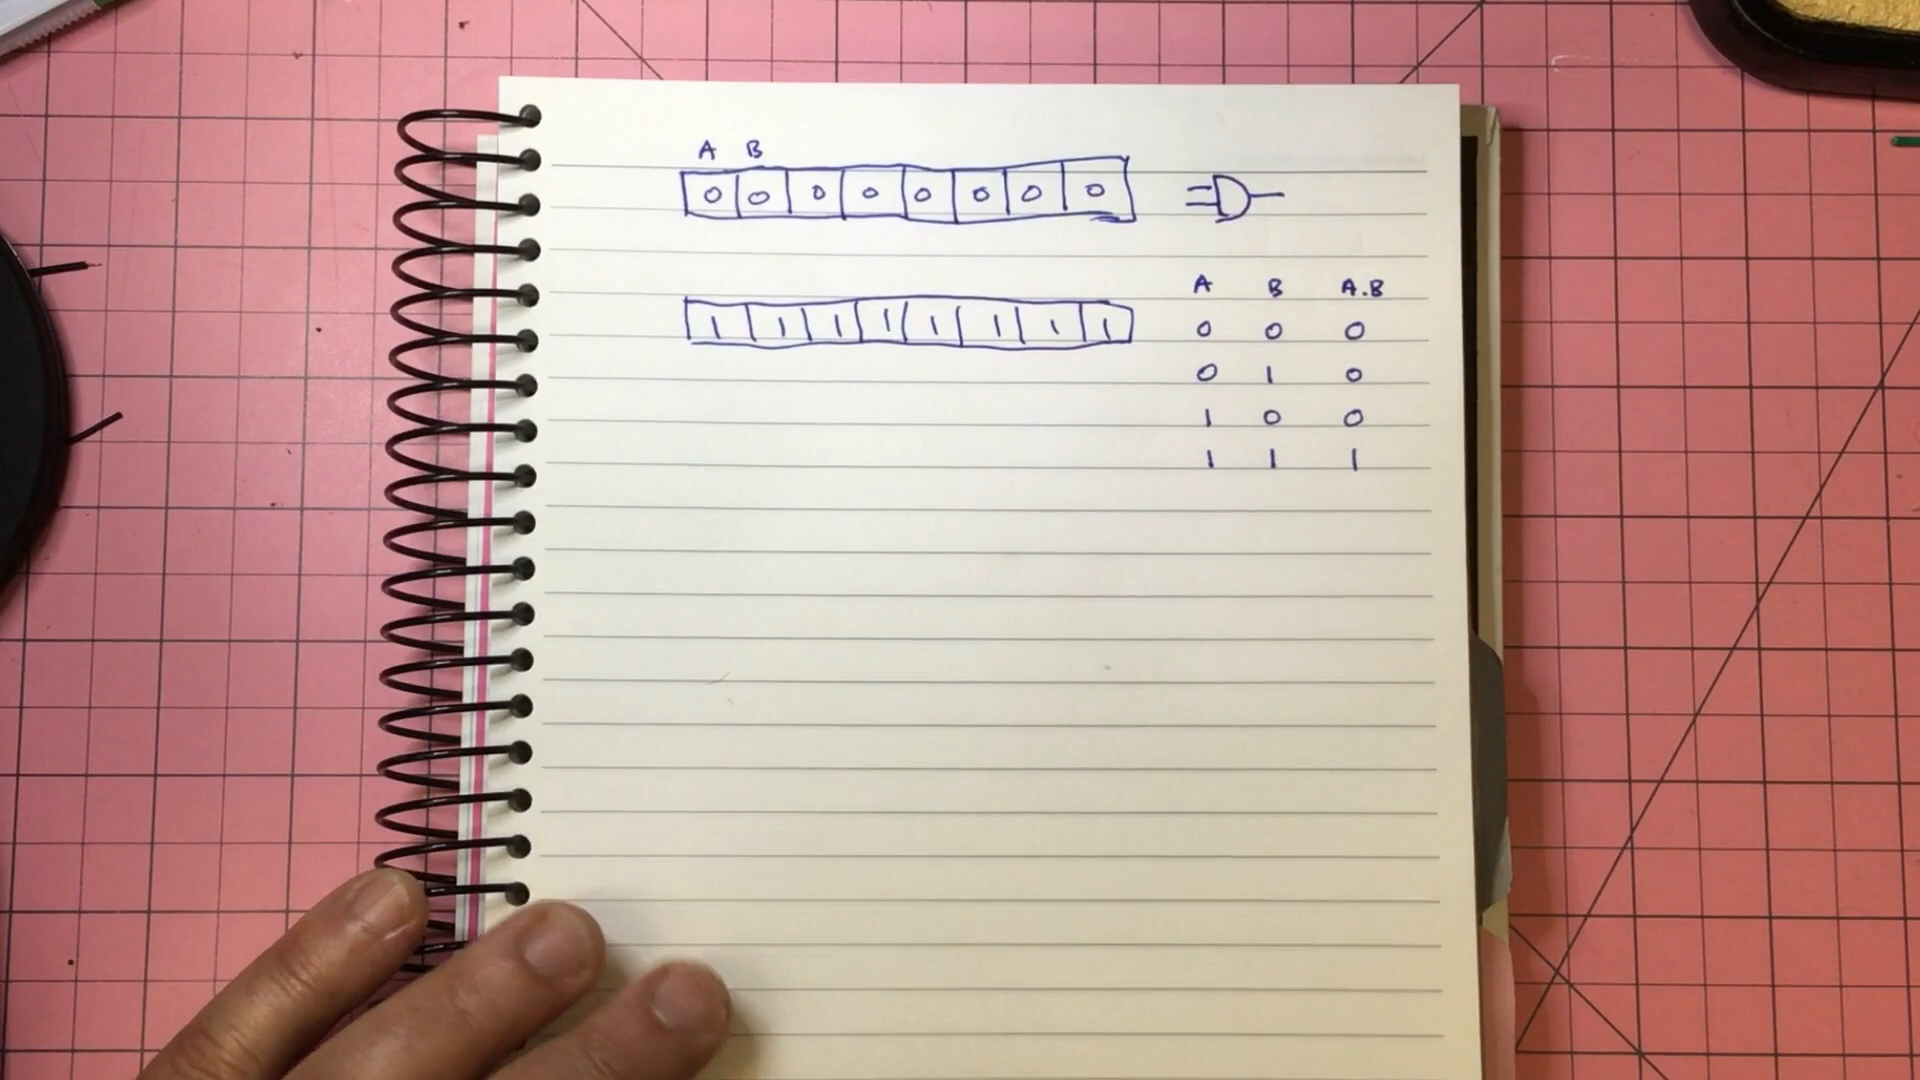 A B
0 0 0 0 0 0 0 0
1 1 1 1 1 1 1 1
A B A.B
0 0 0
0 1 0
1 0 0
1 1 1